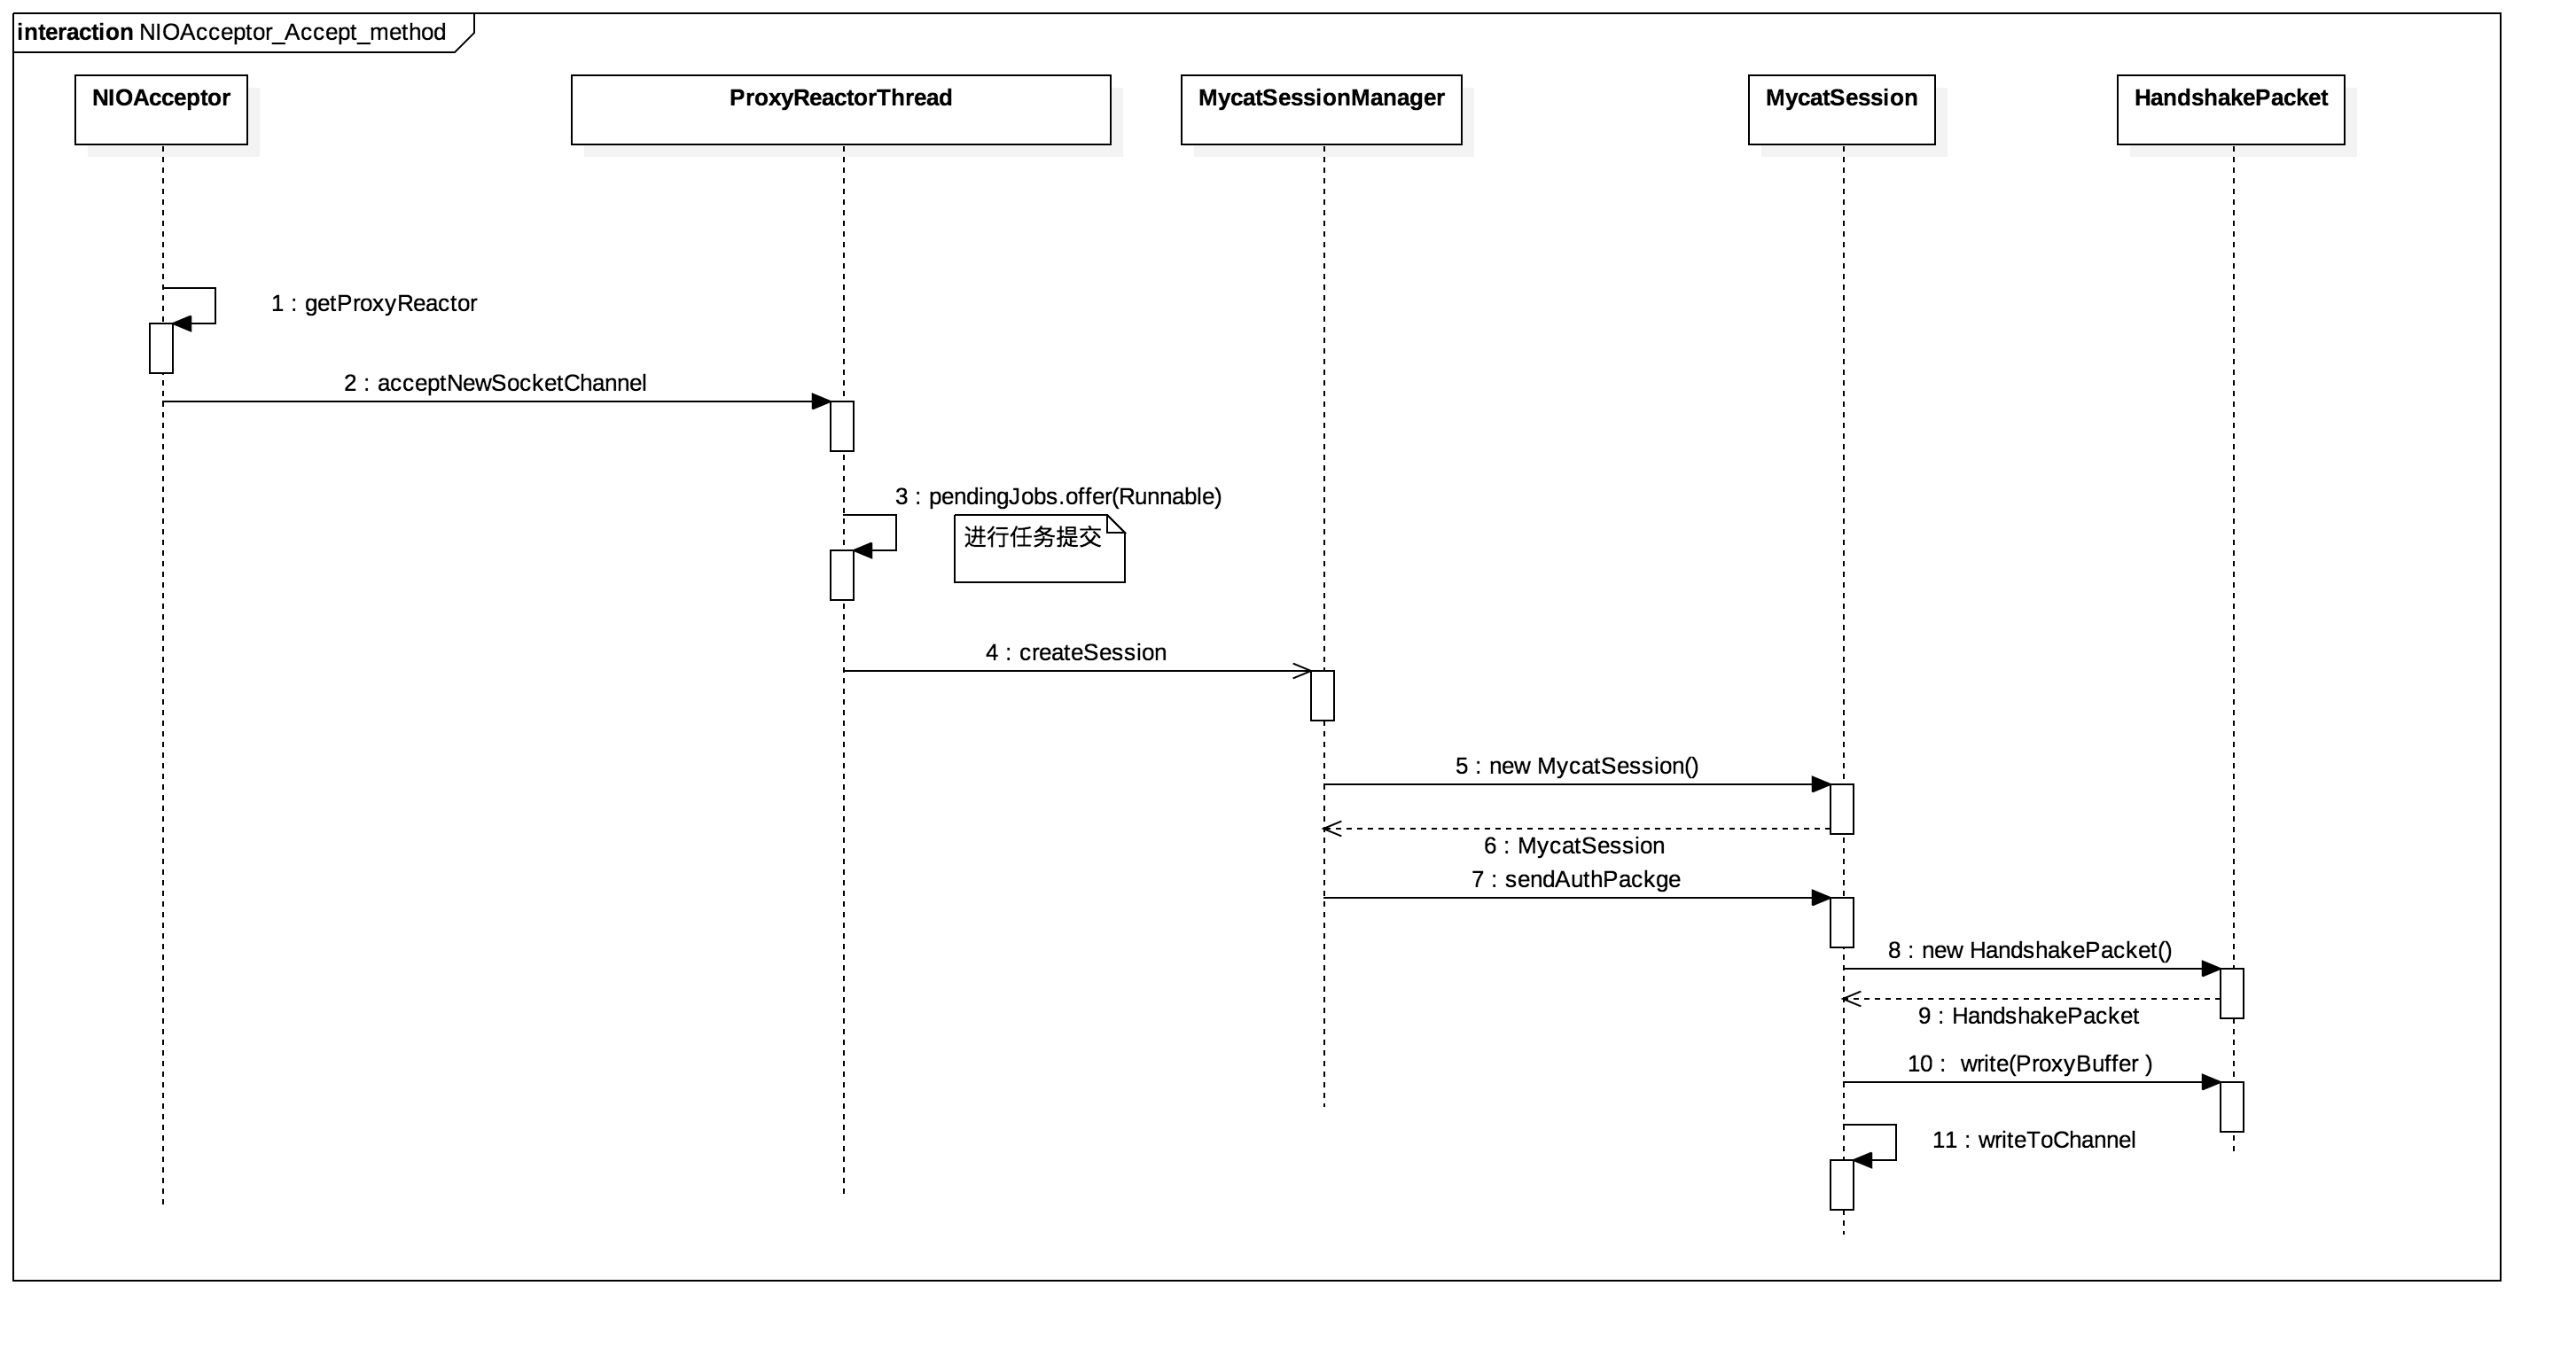 interaction NIOAcceptor_Accept_method
NIOAcceptor
ProxyReactorThread
MycatSessionManager
MycatSession
HandshakePacket
1 : getProxyReactor
2 : acceptNewSocketChannel
3 : pendingJobs.offer(Runnable)
进行任务提交
4 : createSession
5 : new MycatSession()
6 : MycatSession
7 : sendAuthPackge
8 : new HandshakePacket()
9 : HandshakePacket
10 :  write(ProxyBuffer )
11 : writeToChannel